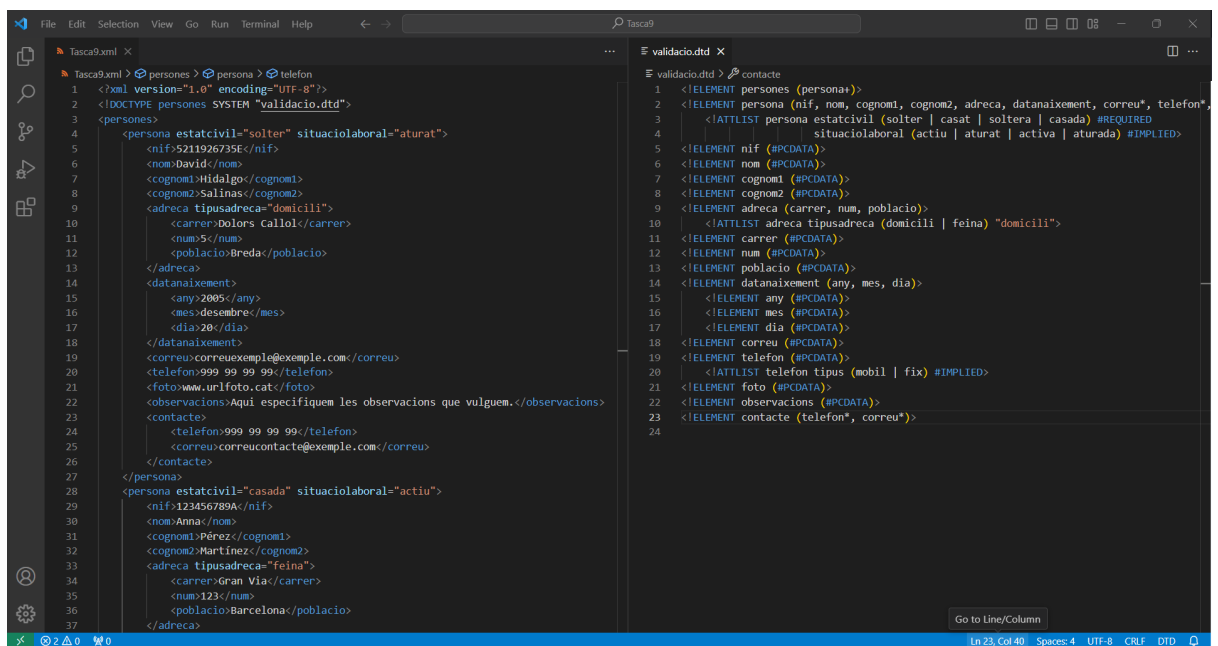 File Edit Selection View Go Run Terminal Help Tasca9
Tasca9.xml
Tasca9.xml > persones > persona > telefon
1 <?xml version="1.0" encoding="UTF-8"?>
2 <!DOCTYPE persones SYSTEM "validacio.dtd">
3 <persones>
4 <persona estatcivil="solter" situaciolaboral="aturat">
5 <nif>5211926735E</nif>
6 <nom>David</nom>
7 <cognom1>Hidalgo</cognom1>
8 <cognom2>Salinas</cognom2>
9 <adreca tipusadreca="domicili">
10 <carrer>Dolors Callol</carrer>
11 <num>5</num>
12 <poblacio>Breda</poblacio>
13 </adreca>
14 <datanaixement>
15 <any>2005</any>
16 <mes>desembre</mes>
17 <dia>20</dia>
18 </datanaixement>
19 <correu>correuexemple@exemple.com</correu>
20 <telefon>999 99 99 99</telefon>
21 <foto>www.urlfoto.cat</foto>
22 <observacions>Aqui especifiquem les observacions que vulguem.</observacions>
23 <contacte>
24 <telefon>999 99 99 99</telefon>
25 <correu>correucontacte@exemple.com</correu>
26 </contacte>
27 </persona>
28 <persona estatcivil="casada" situaciolaboral="actiu">
29 <nif>123456789A</nif>
30 <nom>Anna</nom>
31 <cognom1>Pérez</cognom1>
32 <cognom2>Martínez</cognom2>
33 <adreca tipusadreca="feina">
34 <carrer>Gran Via</carrer>
35 <num>123</num>
36 <poblacio>Barcelona</poblacio>
37 </adreca>
validacio.dtd
validacio.dtd > contacte
1 <!ELEMENT persones (persona+)>
2 <!ELEMENT persona (nif, nom, cognom1, cognom2, adreca, datanaixement, correu*, telefon*,
3 <!ATTLIST persona estatcivil (solter | casat | soltera | casada) #REQUIRED
4 situaciolaboral (actiu | aturat | activa | aturada) #IMPLIED>
5 <!ELEMENT nif (#PCDATA)>
6 <!ELEMENT nom (#PCDATA)>
7 <!ELEMENT cognom1 (#PCDATA)>
8 <!ELEMENT cognom2 (#PCDATA)>
9 <!ELEMENT adreca (carrer, num, poblacio)>
10 <!ATTLIST adreca tipusadreca (domicili | feina) "domicili">
11 <!ELEMENT carrer (#PCDATA)>
12 <!ELEMENT num (#PCDATA)>
13 <!ELEMENT poblacio (#PCDATA)>
14 <!ELEMENT datanaixement (any, mes, dia)>
15 <!ELEMENT any (#PCDATA)>
16 <!ELEMENT mes (#PCDATA)>
17 <!ELEMENT dia (#PCDATA)>
18 <!ELEMENT correu (#PCDATA)>
19 <!ELEMENT telefon (#PCDATA)>
20 <!ATTLIST telefon tipus (mobil | fix) #IMPLIED>
21 <!ELEMENT foto (#PCDATA)>
22 <!ELEMENT observacions (#PCDATA)>
23 <!ELEMENT contacte (telefon*, correu*)>
24
Go to Line/Column
2 0 0 Ln 23, Col 40 Spaces: 4 UTF-8 CRLF DTD